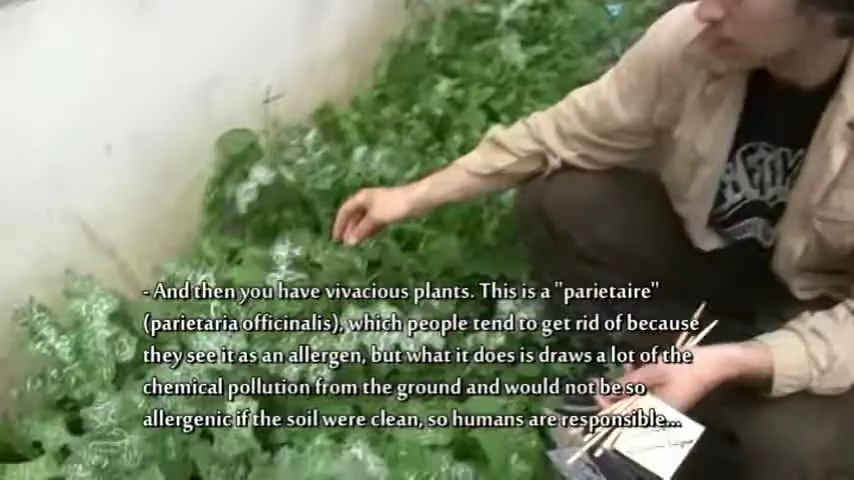 - And then you have vivacious plants. This is a "parietaire"
(parietaria officinalis), which people tend to get rid of because
they see it as an allergen, but what it does is draws a lot of the
chemical pollution from the ground and would not be so
allergenic if the soil were clean, so humans are responsible...